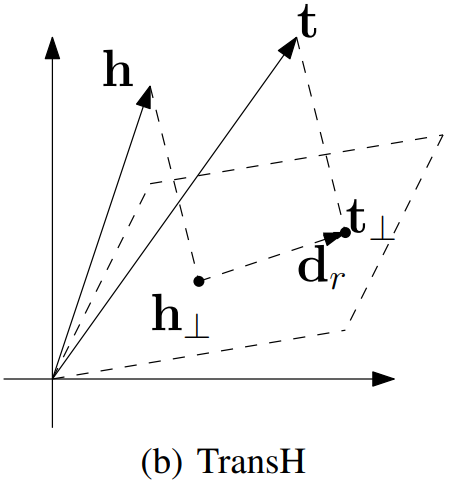 t
h
t⊥
d_r
h⊥
(b) TransH